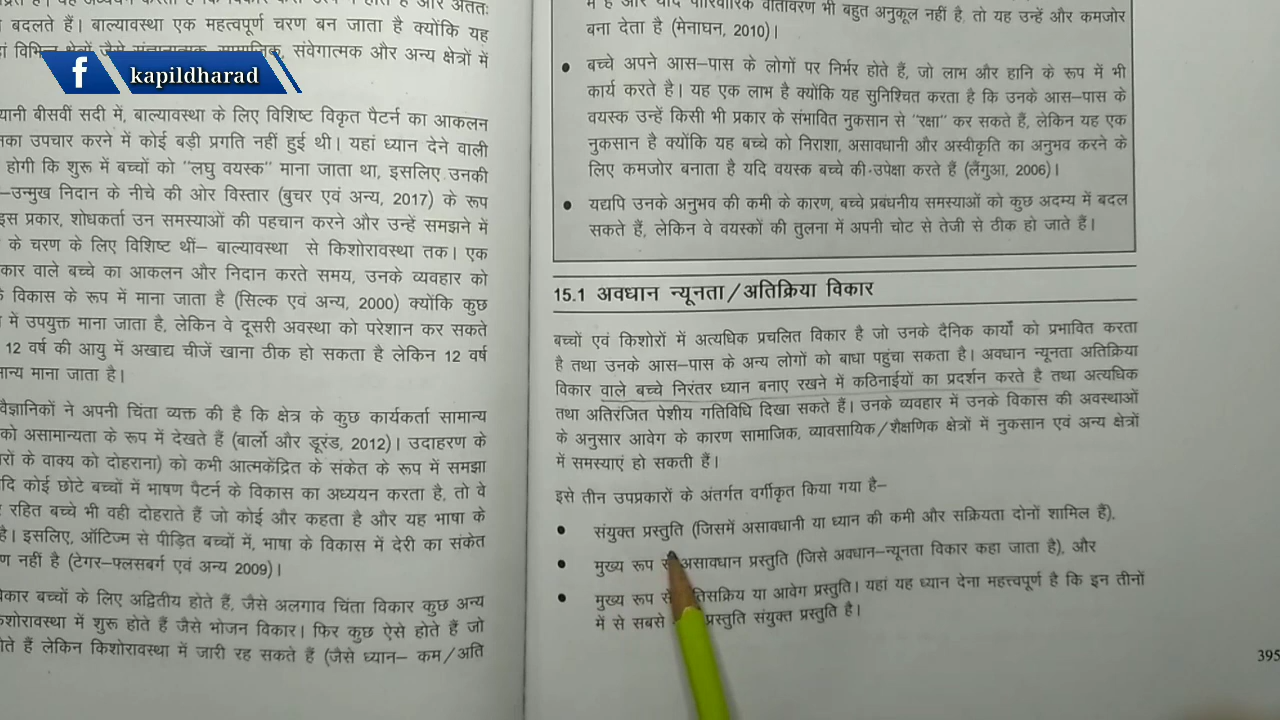 kapildharad
बदलते हैं। बाल्यावस्था एक महत्वपूर्ण चरण बन जाता है क्योंकि यह
संवेगात्मक और अन्य क्षेत्रों में
बीसवीं सदी में, बाल्यावस्था के लिए विशिष्ट विकृत पैटर्न का आकलन
उपचार करने में कोई बड़ी प्रगति नहीं हुई थी। यहां ध्यान देने वाली
होगी कि शुरू में बच्चों को "लघु वयस्क" माना जाता था, इसलिए उनकी
–उन्मुख निदान के नीचे की ओर विस्तार (बुचर एवं अन्य, 2017) के रूप
इस प्रकार, शोधकर्ता उन समस्याओं की पहचान करने और उन्हें समझने में
के चरण के लिए विशिष्ट थीं– बाल्यावस्था से किशोरावस्था तक। एक
वाले बच्चे का आकलन और निदान करते समय, उनके व्यवहार को
विकास के रूप में माना जाता है (सिल्क एवं अन्य, 2000) क्योंकि कुछ
में उपयुक्त माना जाता है, लेकिन वे दूसरी अवस्था को परेशान कर सकते
12 वर्ष की आयु में अखाद्य चीजें खाना ठीक हो सकता है लेकिन 12 वर्ष
माना जाता है।
ने अपनी चिंता व्यक्त की है कि क्षेत्र के कुछ कार्यकर्ता सामान्य
को असामान्यता के रूप में देखते हैं (बार्लो और डूरंड, 2012)। उदाहरण के
के वाक्य को दोहराना) को कभी आत्मकेंद्रित के संकेत के रूप में समझा
कोई छोटे बच्चों में भाषण पैटर्न के विकास का अध्ययन करता है, तो वे
रहित बच्चे भी वही दोहराते हैं जो कोई और कहता है और यह भाषा के
है। इसलिए, ऑटिज्म से पीड़ित बच्चों में, भाषा के विकास में देरी का संकेत
नहीं है (टेगर–फ्लसबर्ग एवं अन्य 2009)।
बच्चों के लिए अद्वितीय होते हैं, जैसे अलगाव चिंता विकार कुछ अन्य
में शुरू होते हैं जैसे भोजन विकार। फिर कुछ ऐसे होते हैं जो
हैं लेकिन किशोरावस्था में जारी रह सकते हैं (जैसे ध्यान– कम/अति
में है और यदि पारिवारिक वातावरण भी बहुत अनुकूल नहीं है, तो यह उन्हें और कमजोर
बना देता है (मेनाघन, 2010)।
• बच्चे अपने आस–पास के लोगों पर निर्भर होते हैं, जो लाभ और हानि के रूप में भी
कार्य करते है। यह एक लाभ है क्योंकि यह सुनिश्चित करता है कि उनके आस–पास के
वयस्क उन्हें किसी भी प्रकार के संभावित नुकसान से "रक्षा" कर सकते हैं, लेकिन यह एक
नुकसान है क्योंकि यह बच्चे को निराशा, असावधानी और अस्वीकृति का अनुभव करने के
लिए कमजोर बनाता है यदि वयस्क बच्चे की उपेक्षा करते हैं (लैंगुआ, 2006)।
• यद्यपि उनके अनुभव की कमी के कारण, बच्चे प्रबंधनीय समस्याओं को कुछ अदम्य में बदल
सकते हैं, लेकिन वे वयस्कों की तुलना में अपनी चोट से तेजी से ठीक हो जाते हैं।
15.1 अवधान न्यूनता/अतिक्रिया विकार
बच्चों एवं किशोरों में अत्यधिक प्रचलित विकार है जो उनके दैनिक कार्यों को प्रभावित करता
है तथा उनके आस–पास के अन्य लोगों को बाधा पहुंचा सकता है। अवधान न्यूनता अतिक्रिया
विकार वाले बच्चे निरंतर ध्यान बनाए रखने में कठिनाईयों का प्रदर्शन करते है तथा अत्यधिक
तथा अतिरंजित पेशीय गतिविधि दिखा सकते हैं। उनके व्यवहार में उनके विकास की अवस्थाओं
के अनुसार आवेग के कारण सामाजिक, व्यावसायिक/शैक्षणिक क्षेत्रों में नुकसान एवं अन्य क्षेत्रों
में समस्याएं हो सकती हैं।
इसे तीन उपप्रकारों के अंतर्गत वर्गीकृत किया गया है–
• संयुक्त प्रस्तुति (जिसमें असावधानी या ध्यान की कमी और सक्रियता दोनों शामिल हैं),
• मुख्य रूप से असावधान प्रस्तुति (जिसे अवधान–न्यूनता विकार कहा जाता है), और
• मुख्य रूप से या आवेग प्रस्तुति। यहां यह ध्यान देना महत्वपूर्ण है कि इन तीनों
में से सबसे प्रस्तुति संयुक्त प्रस्तुति है।
395